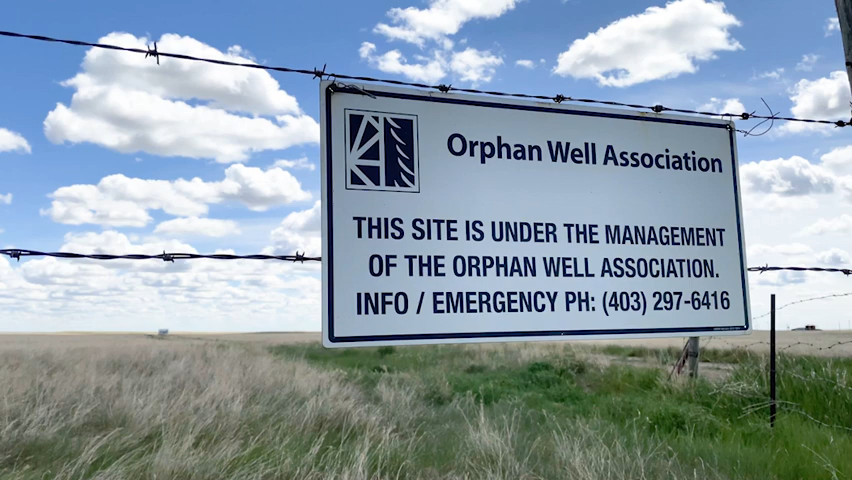 Orphan Well Association
THIS SITE IS UNDER THE MANAGEMENT
OF THE ORPHAN WELL ASSOCIATION.
INFO / EMERGENCY PH: (403) 297-6416